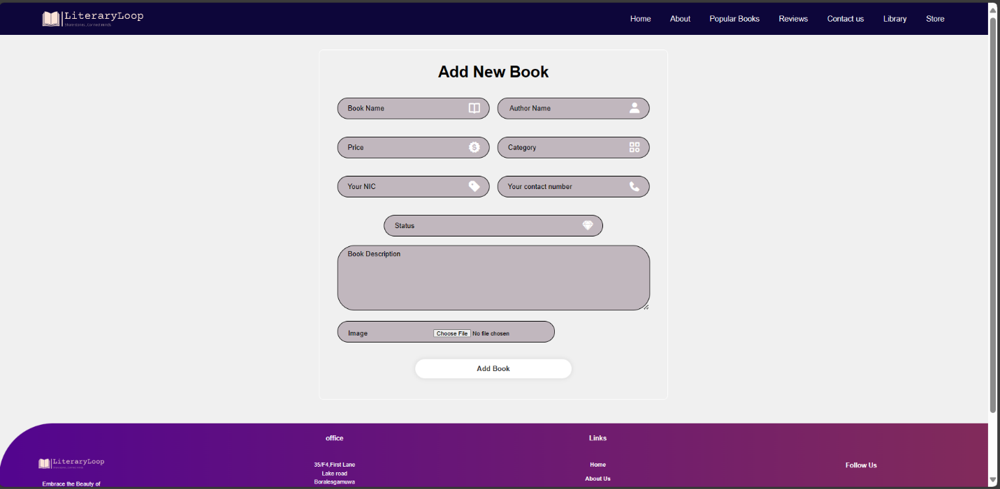 LiteraryLoop
Home About Popular Books Reviews Contact us Library Store
Add New Book
Book Name
Author Name
Price
Category
Your NIC
Your contact number
Status
Book Description
Image Choose File No file chosen
Add Book
office
Links
LiteraryLoop
35/F4,First Lane
Lake road
Boralesgamuwa
Home
About Us
Follow Us
Embrace the Beauty of